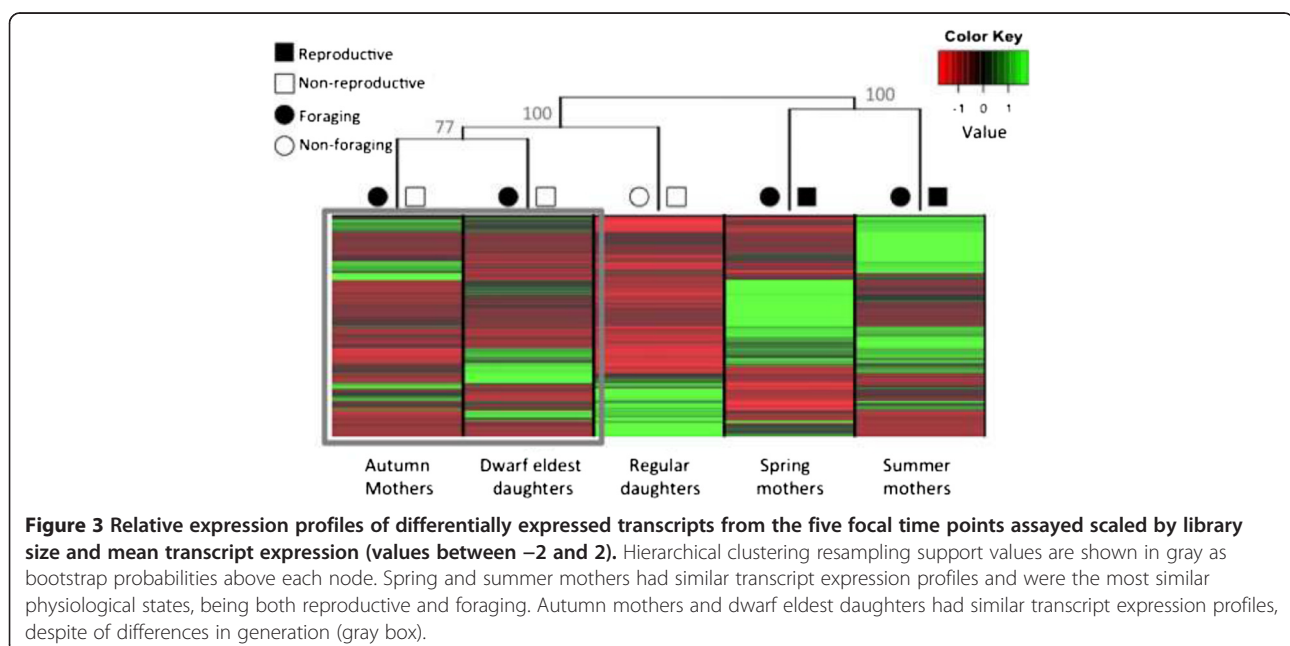 Reproductive
Non-reproductive
Foraging
Non-foraging
Color Key
-1 0 1
Value
100
100
77
Autumn Mothers
Dwarf eldest daughters
Regular daughters
Spring mothers
Summer mothers
Figure 3 Relative expression profiles of differentially expressed transcripts from the five focal time points assayed scaled by library
size and mean transcript expression (values between −2 and 2). Hierarchical clustering resampling support values are shown in gray as
bootstrap probabilities above each node. Spring and summer mothers had similar transcript expression profiles and were the most similar
physiological states, being both reproductive and foraging. Autumn mothers and dwarf eldest daughters had similar transcript expression profiles,
despite of differences in generation (gray box).